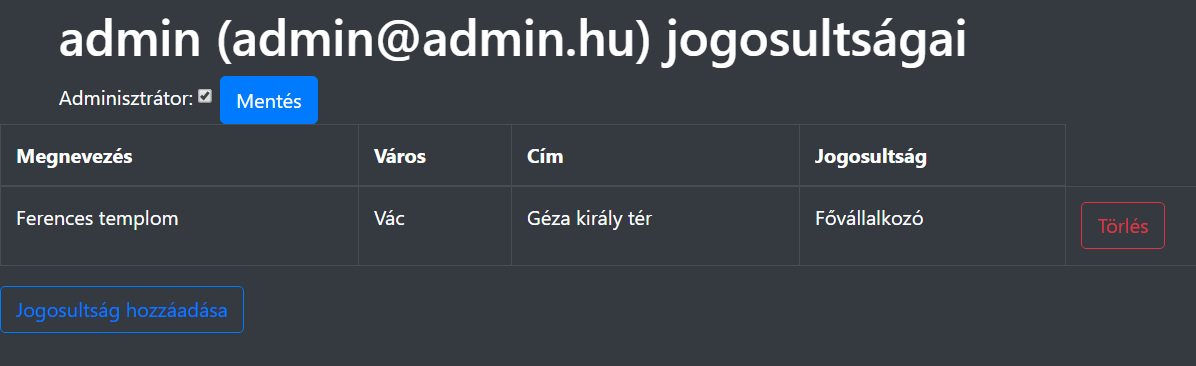 admin (admin@admin.hu) jogosultságai
Adminisztrátor: Mentés
Megnevezés Város Cím Jogosultság
Ferences templom Vác Géza király tér Fővállalkozó Törlés
Jogosultság hozzáadása